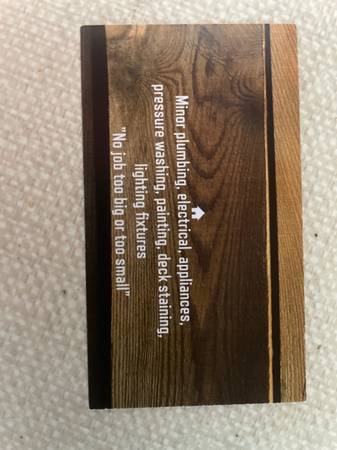 Minor plumbing, electrical, appliances,
pressure washing, painting, deck staining,
lighting fixtures
"No job too big or too small"